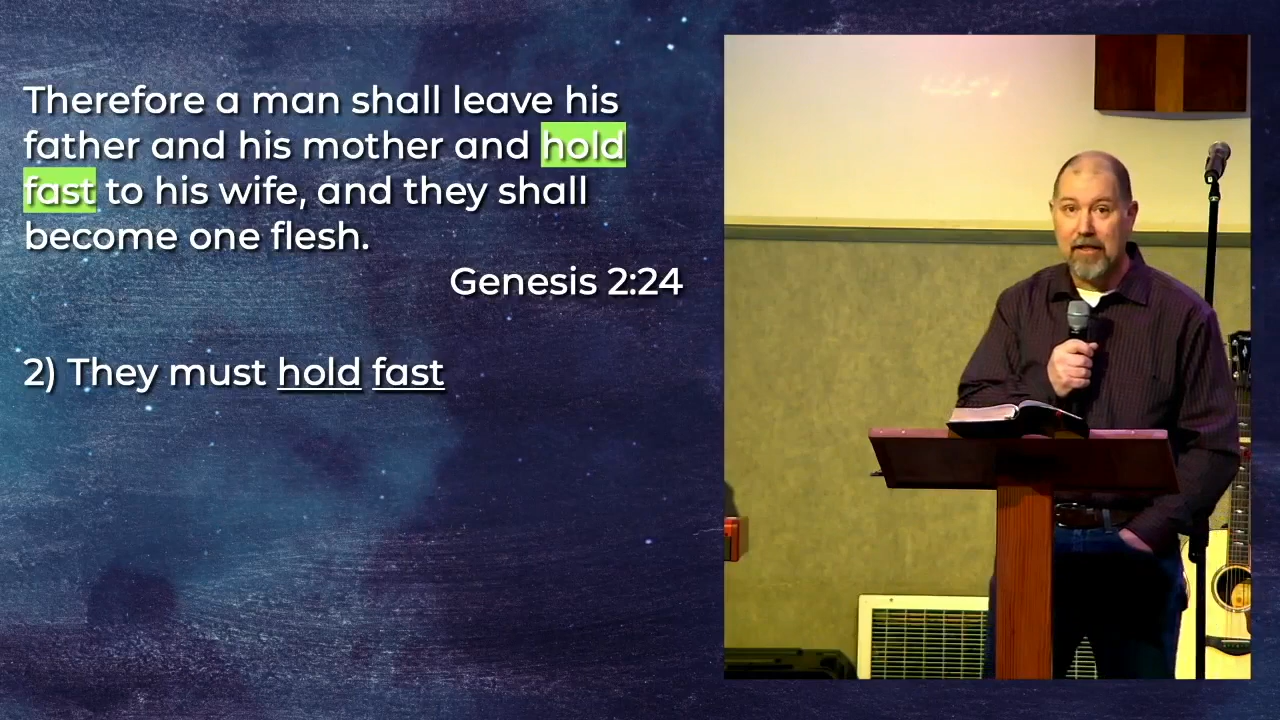 Therefore a man shall leave his
father and his mother and hold
fast to his wife, and they shall
become one flesh.
Genesis 2:24
2) They must hold fast